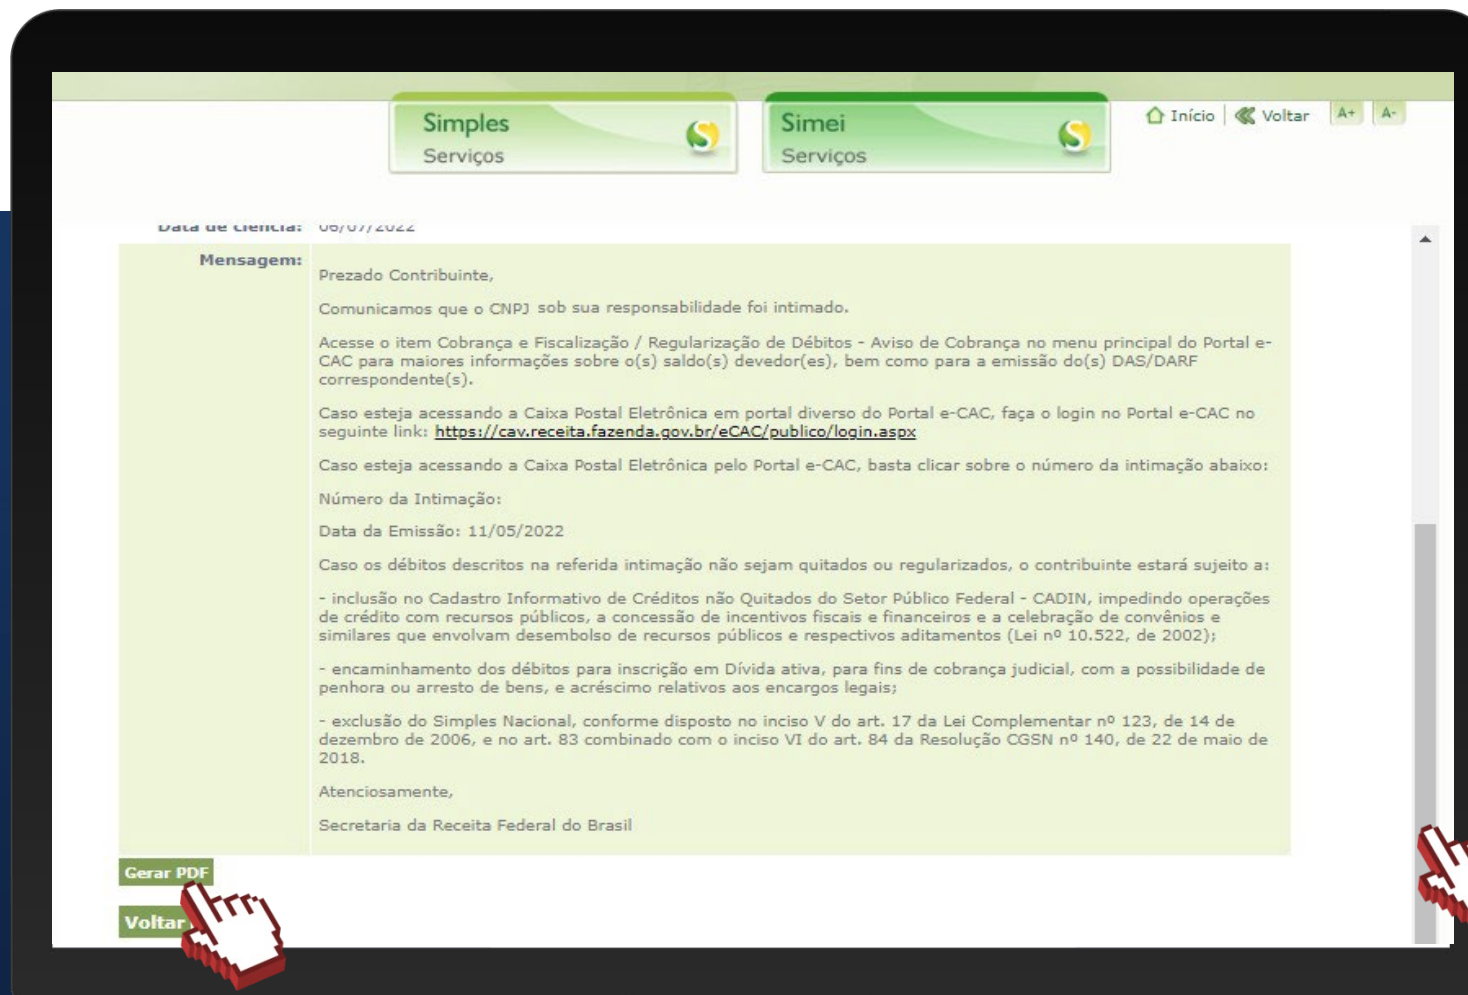 Simples
Serviços
Simei
Serviços
Início
Voltar
A+
A-
Data de ciência: 06/07/2022
Mensagem:
Prezado Contribuinte,
Comunicamos que o CNPJ sob sua responsabilidade foi intimado.
Acesse o item Cobrança e Fiscalização / Regularização de Débitos - Aviso de Cobrança no menu principal do Portal e-
CAC para maiores informações sobre o(s) saldo(s) devedor(es), bem como para a emissão do(s) DAS/DARF
correspondente(s).
Caso esteja acessando a Caixa Postal Eletrônica em portal diverso do Portal e-CAC, faça o login no Portal e-CAC no
seguinte link: https://cav.receita.fazenda.gov.br/eCAC/publico/login.aspx
Caso esteja acessando a Caixa Postal Eletrônica pelo Portal e-CAC, basta clicar sobre o número da intimação abaixo:
Número da Intimação:
Data da Emissão: 11/05/2022
Caso os débitos descritos na referida intimação não sejam quitados ou regularizados, o contribuinte estará sujeito a:
- inclusão no Cadastro Informativo de Créditos não Quitados do Setor Público Federal - CADIN, impedindo operações
de crédito com recursos públicos, a concessão de incentivos fiscais e financeiros e a celebração de convênios e
similares que envolvam desembolso de recursos públicos e respectivos aditamentos (Lei nº 10.522, de 2002);
- encaminhamento dos débitos para inscrição em Dívida ativa, para fins de cobrança judicial, com a possibilidade de
penhora ou arresto de bens, e acréscimo relativos aos encargos legais;
- exclusão do Simples Nacional, conforme disposto no inciso V do art. 17 da Lei Complementar nº 123, de 14 de
dezembro de 2006, e no art. 83 combinado com o inciso VI do art. 84 da Resolução CGSN nº 140, de 22 de maio de
2018.
Atenciosamente,
Secretaria da Receita Federal do Brasil
Gerar PDF
Voltar